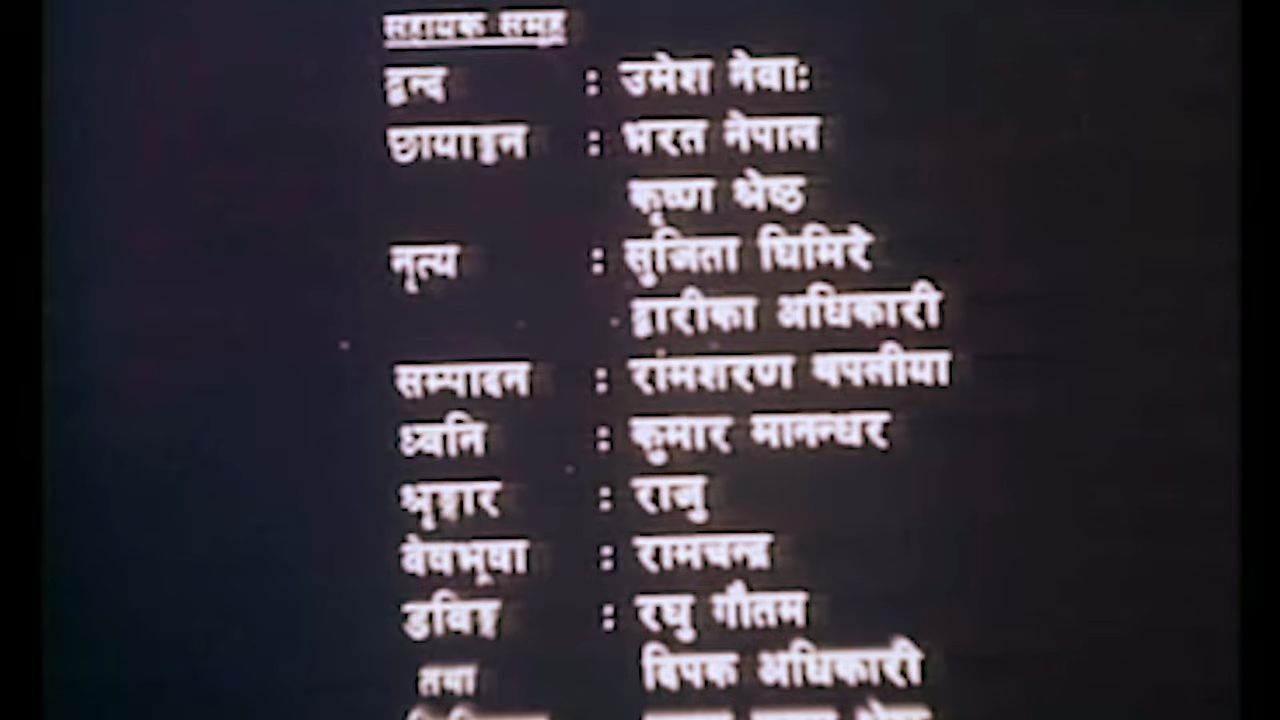 सहायक समूह
द्वन्द : उमेश नेवाः
छायाङ्कन : भरत नेपाल
कृष्ण श्रेष्ठ
नृत्य : सुजिता घिमिरे
द्वारीका अधिकारी
सम्पादन : रामशरण थपलीया
ध्वनि : कुमार मानन्धर
श्रृङ्गार : राजु
वेषभूषा : रामचन्द्र
डविङ्ग : रघु गौतम
तथा दिपक अधिकारी